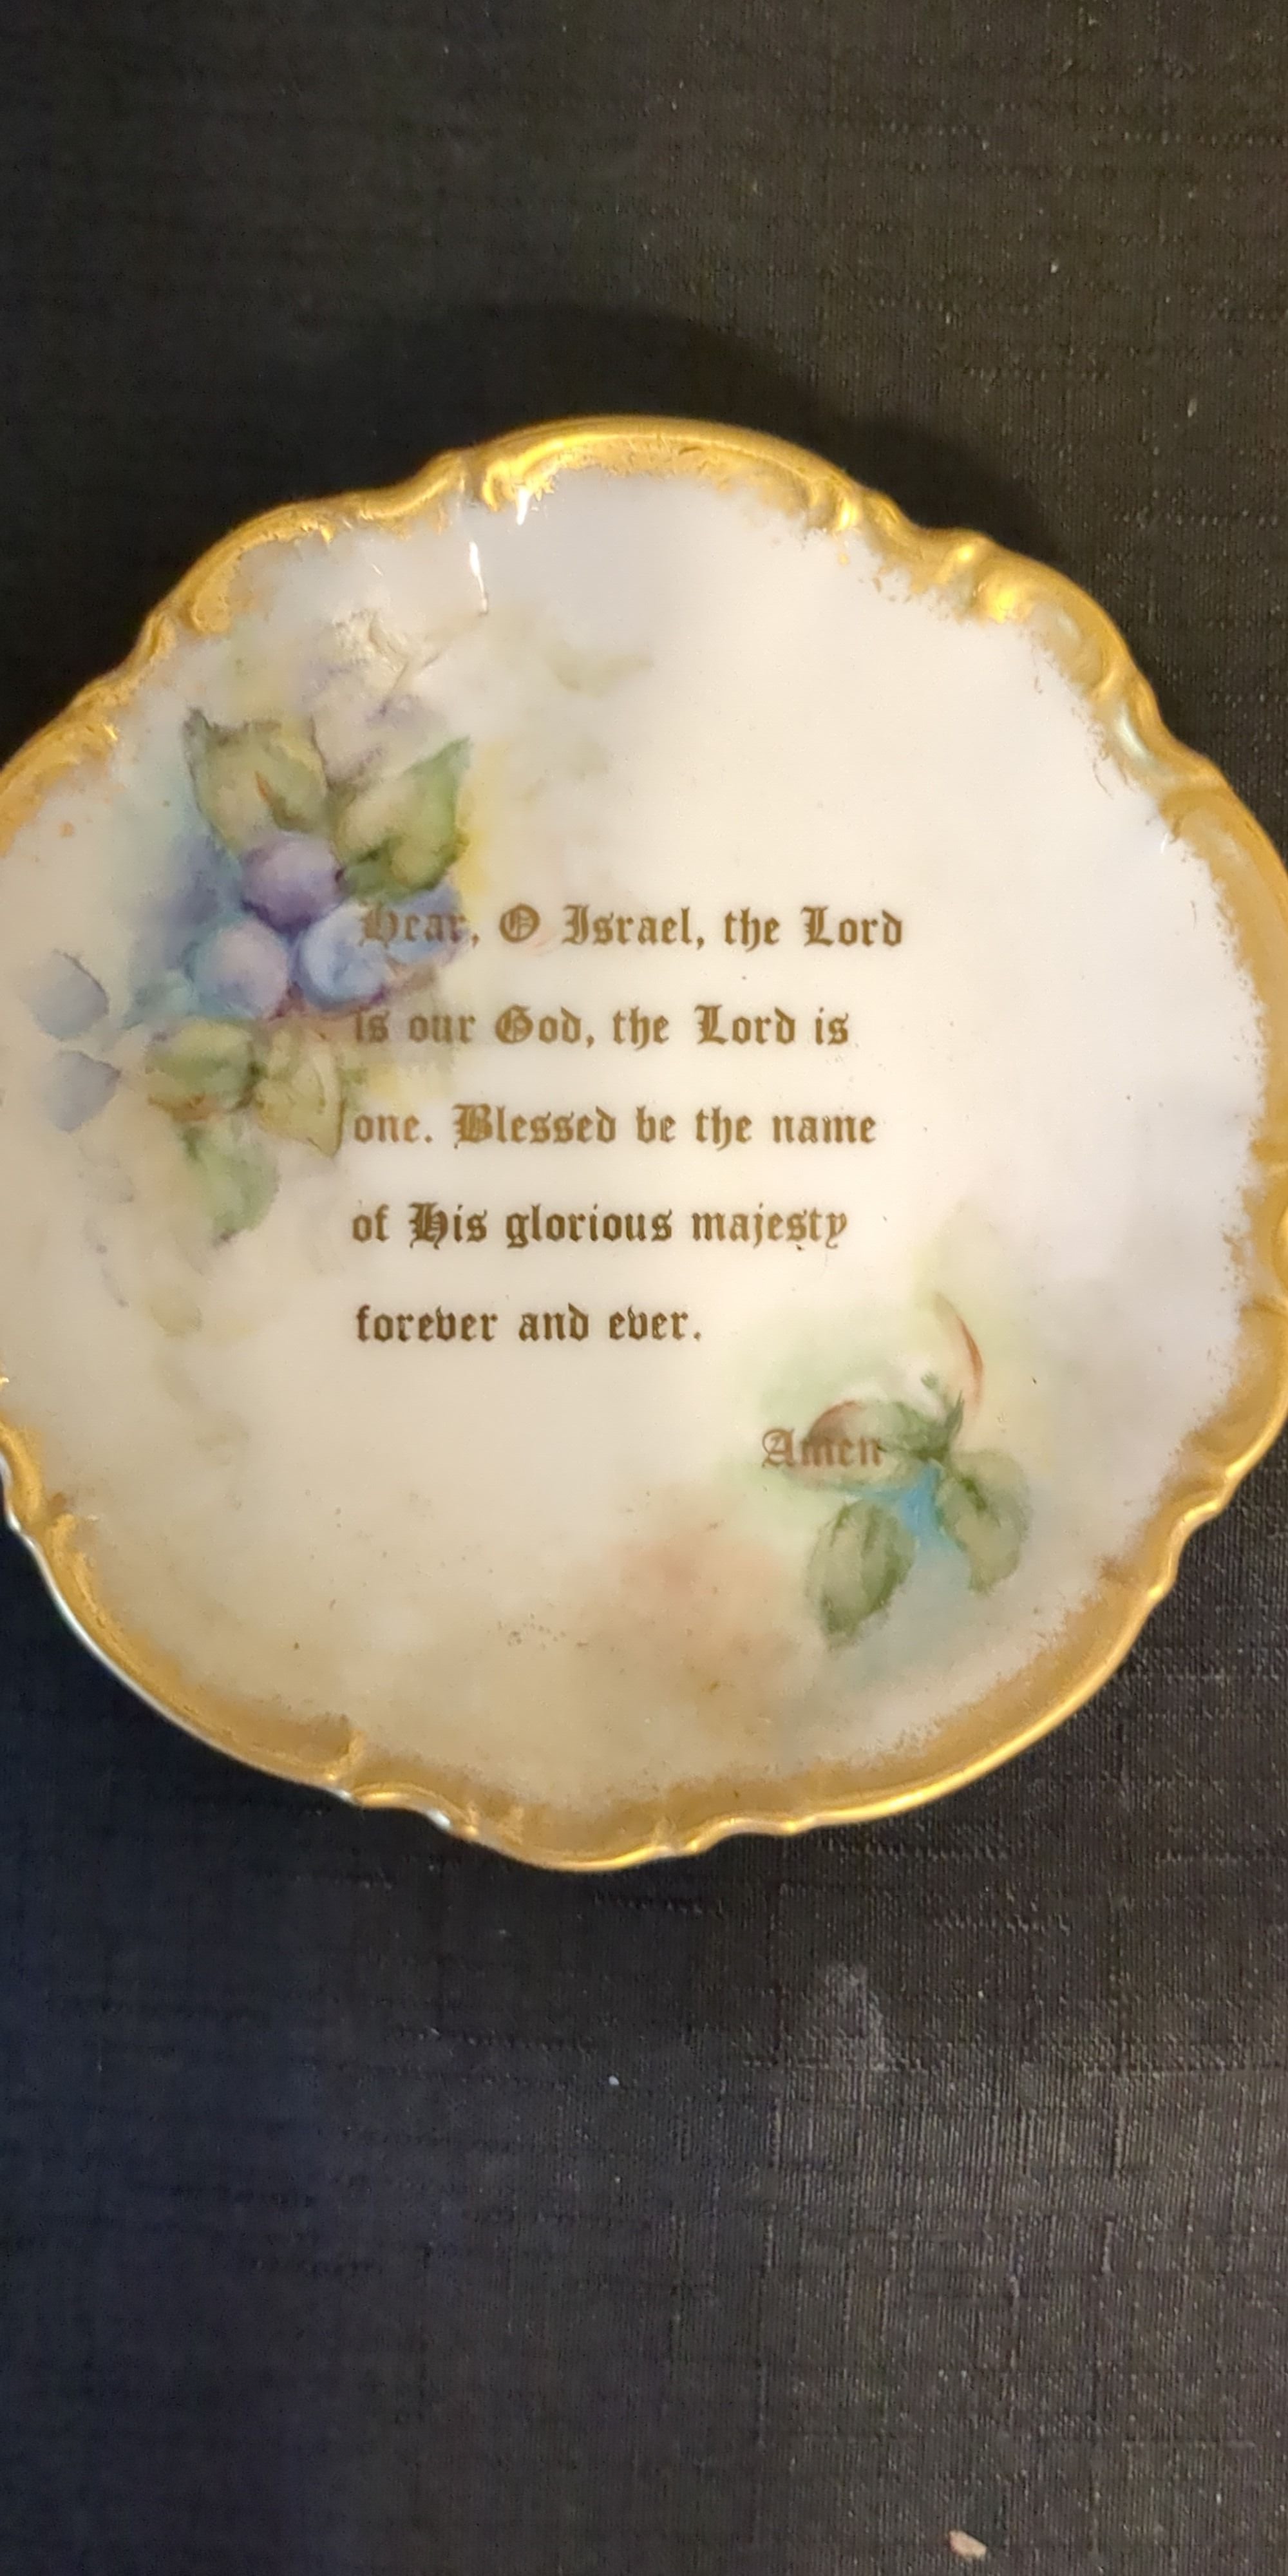 Hear, O Israel, the Lord
is our God, the Lord is
one. Blessed be the name
of His glorious majesty
forever and ever.
Amen